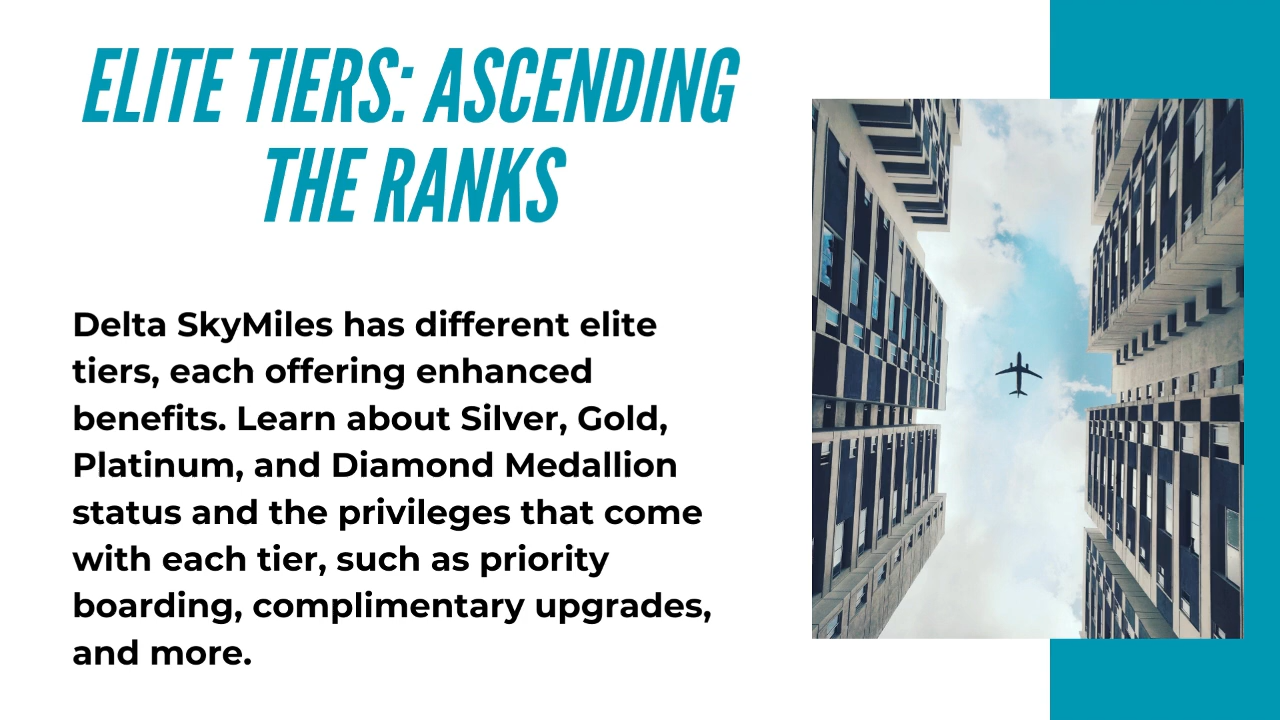 ELITE TIERS: ASCENDING
THE RANKS
Delta SkyMiles has different elite
tiers, each offering enhanced
benefits. Learn about Silver, Gold,
Platinum, and Diamond Medallion
status and the privileges that come
with each tier, such as priority
boarding, complimentary upgrades,
and more.